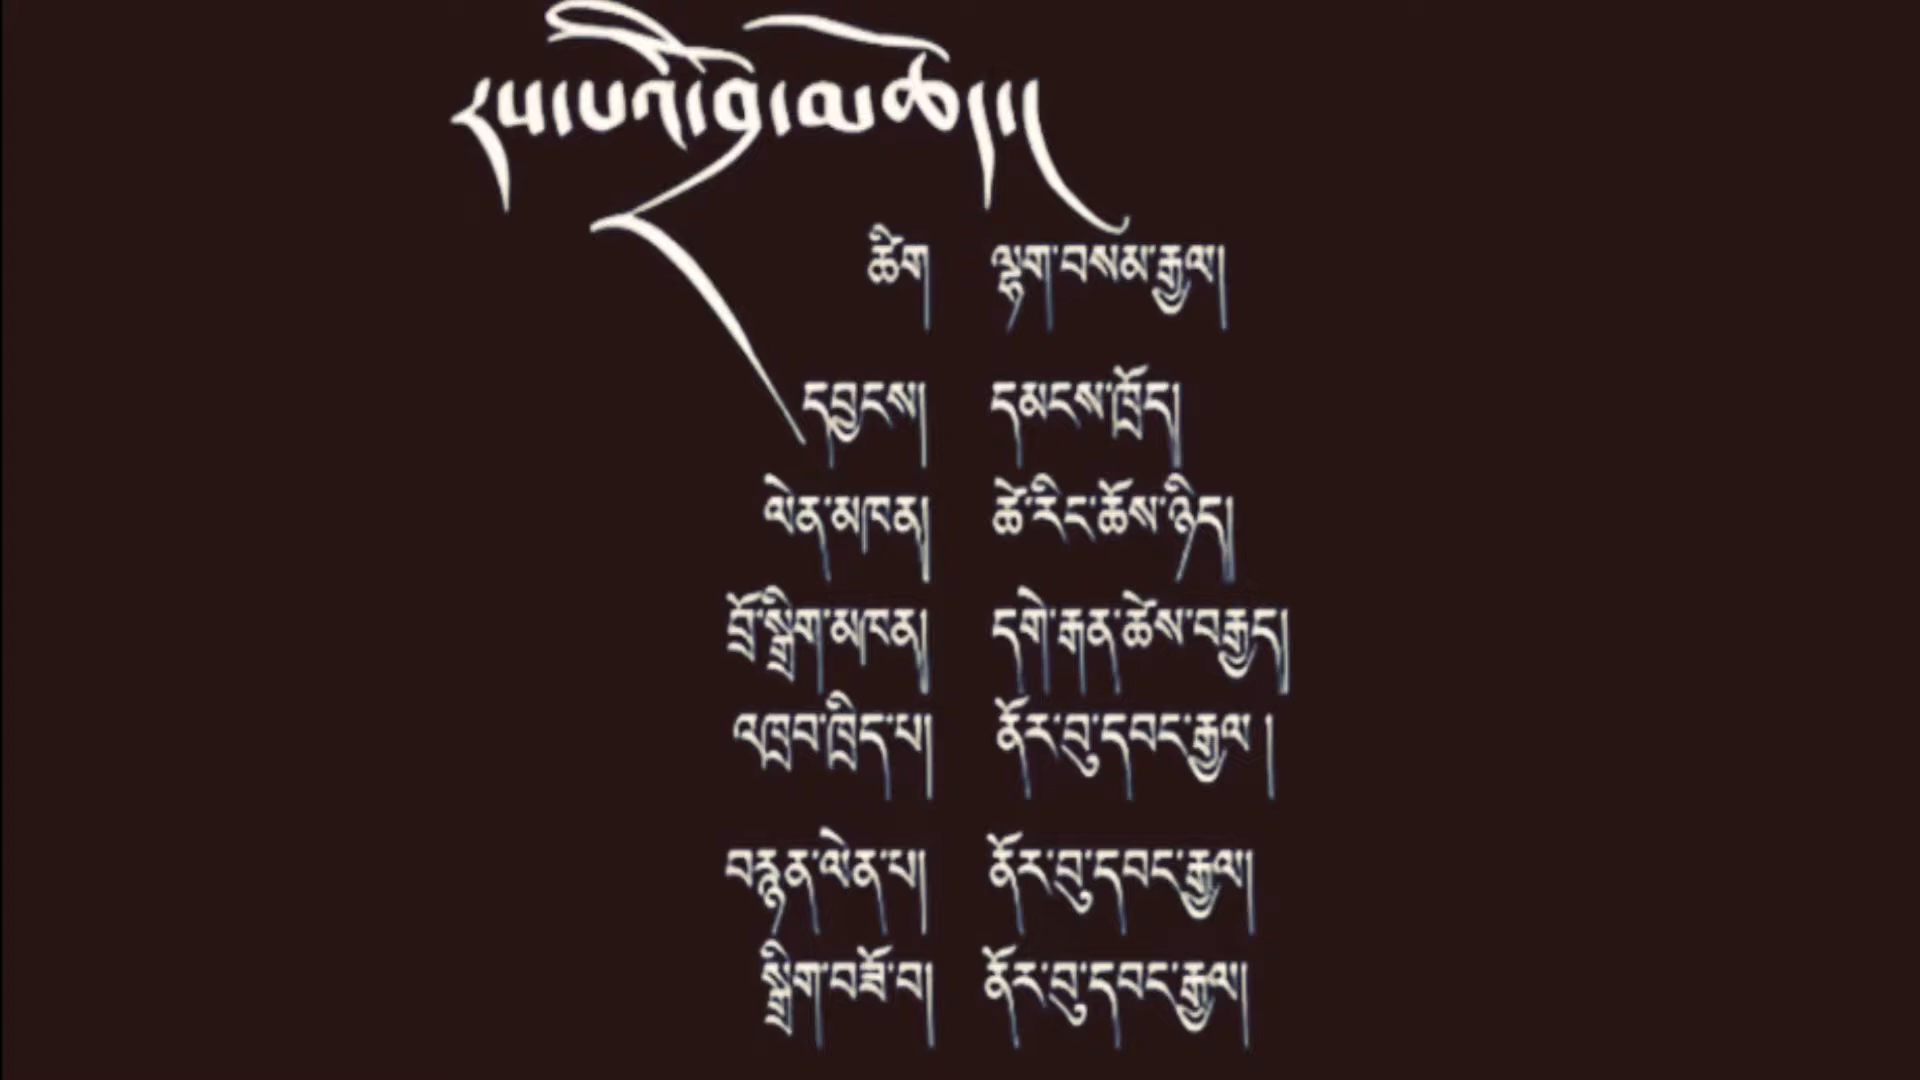 ཚིག ལྷག་བསམ་རྒྱལ།
དབྱངས། དམངས་ཁྲོད།
ལེན་མཁན། ཚེ་རིང་ཆོས་ཉིད།
བྲོ་སྒྲིག་མཁན། དགེ་རྒན་ཚེས་བརྒྱད།
འཁྲབ་ཁྲིད་པ། ནོར་བུ་དབང་རྒྱལ །
བརྙན་ལེན་པ། ནོར་བུ་དབང་རྒྱལ།
སྒྲིག་བཟོ་བ། ནོར་བུ་དབང་རྒྱལ།